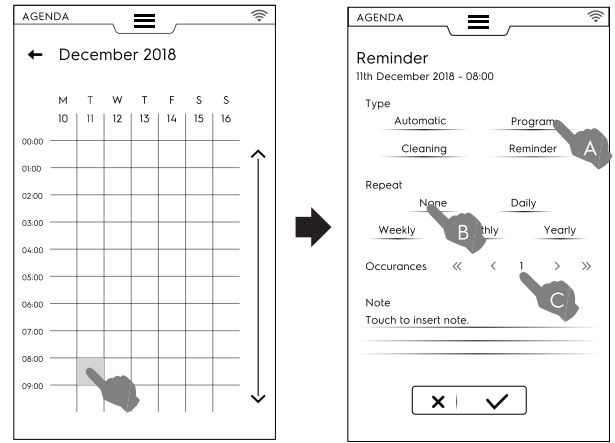 AGENDA
December 2018
M T W T F S S
10 11 12 13 14 15 16
00:00
01:00
02:00
03:00
04:00
05:00
06:00
07:00
08:00
09:00
AGENDA
Reminder
11th December 2018 - 08:00
Type
Automatic Program
A
Cleaning Reminder
Repeat
None Daily
B
Weekly thly Yearly
Occurances « < 1 > »
C
Note
Touch to insert note.